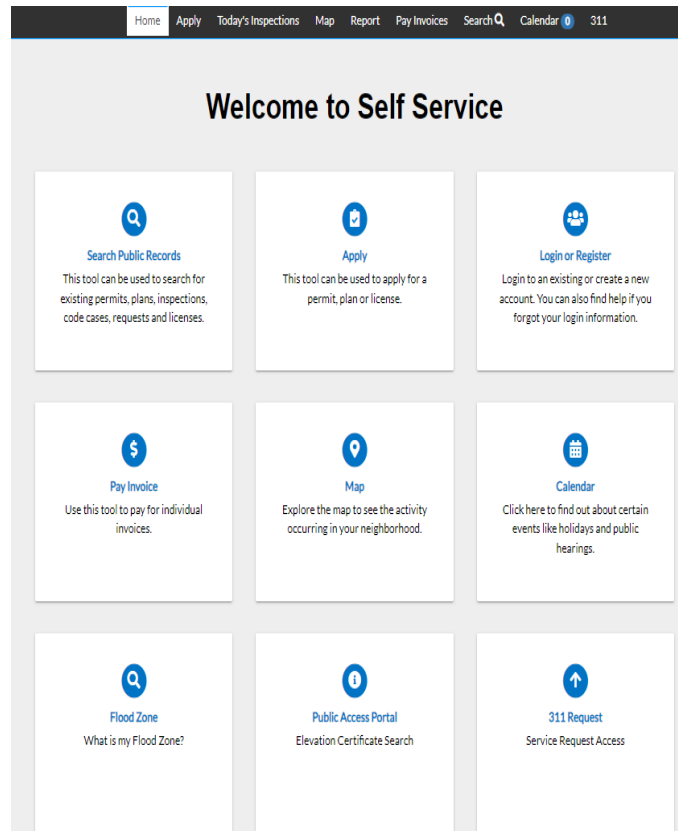 Home Apply Today's Inspections Map Report Pay Invoices Search Calendar 0 311
Welcome to Self Service
Search Public Records
This tool can be used to search for
existing permits, plans, inspections,
code cases, requests and licenses.
Apply
This tool can be used to apply for a
permit, plan or license.
Login or Register
Login to an existing or create a new
account. You can also find help if you
forgot your login information.
Pay Invoice
Use this tool to pay for individual
invoices.
Map
Explore the map to see the activity
occurring in your neighborhood.
Calendar
Click here to find out about certain
events like holidays and public
hearings.
Flood Zone
What is my Flood Zone?
Public Access Portal
Elevation Certificate Search
311 Request
Service Request Access